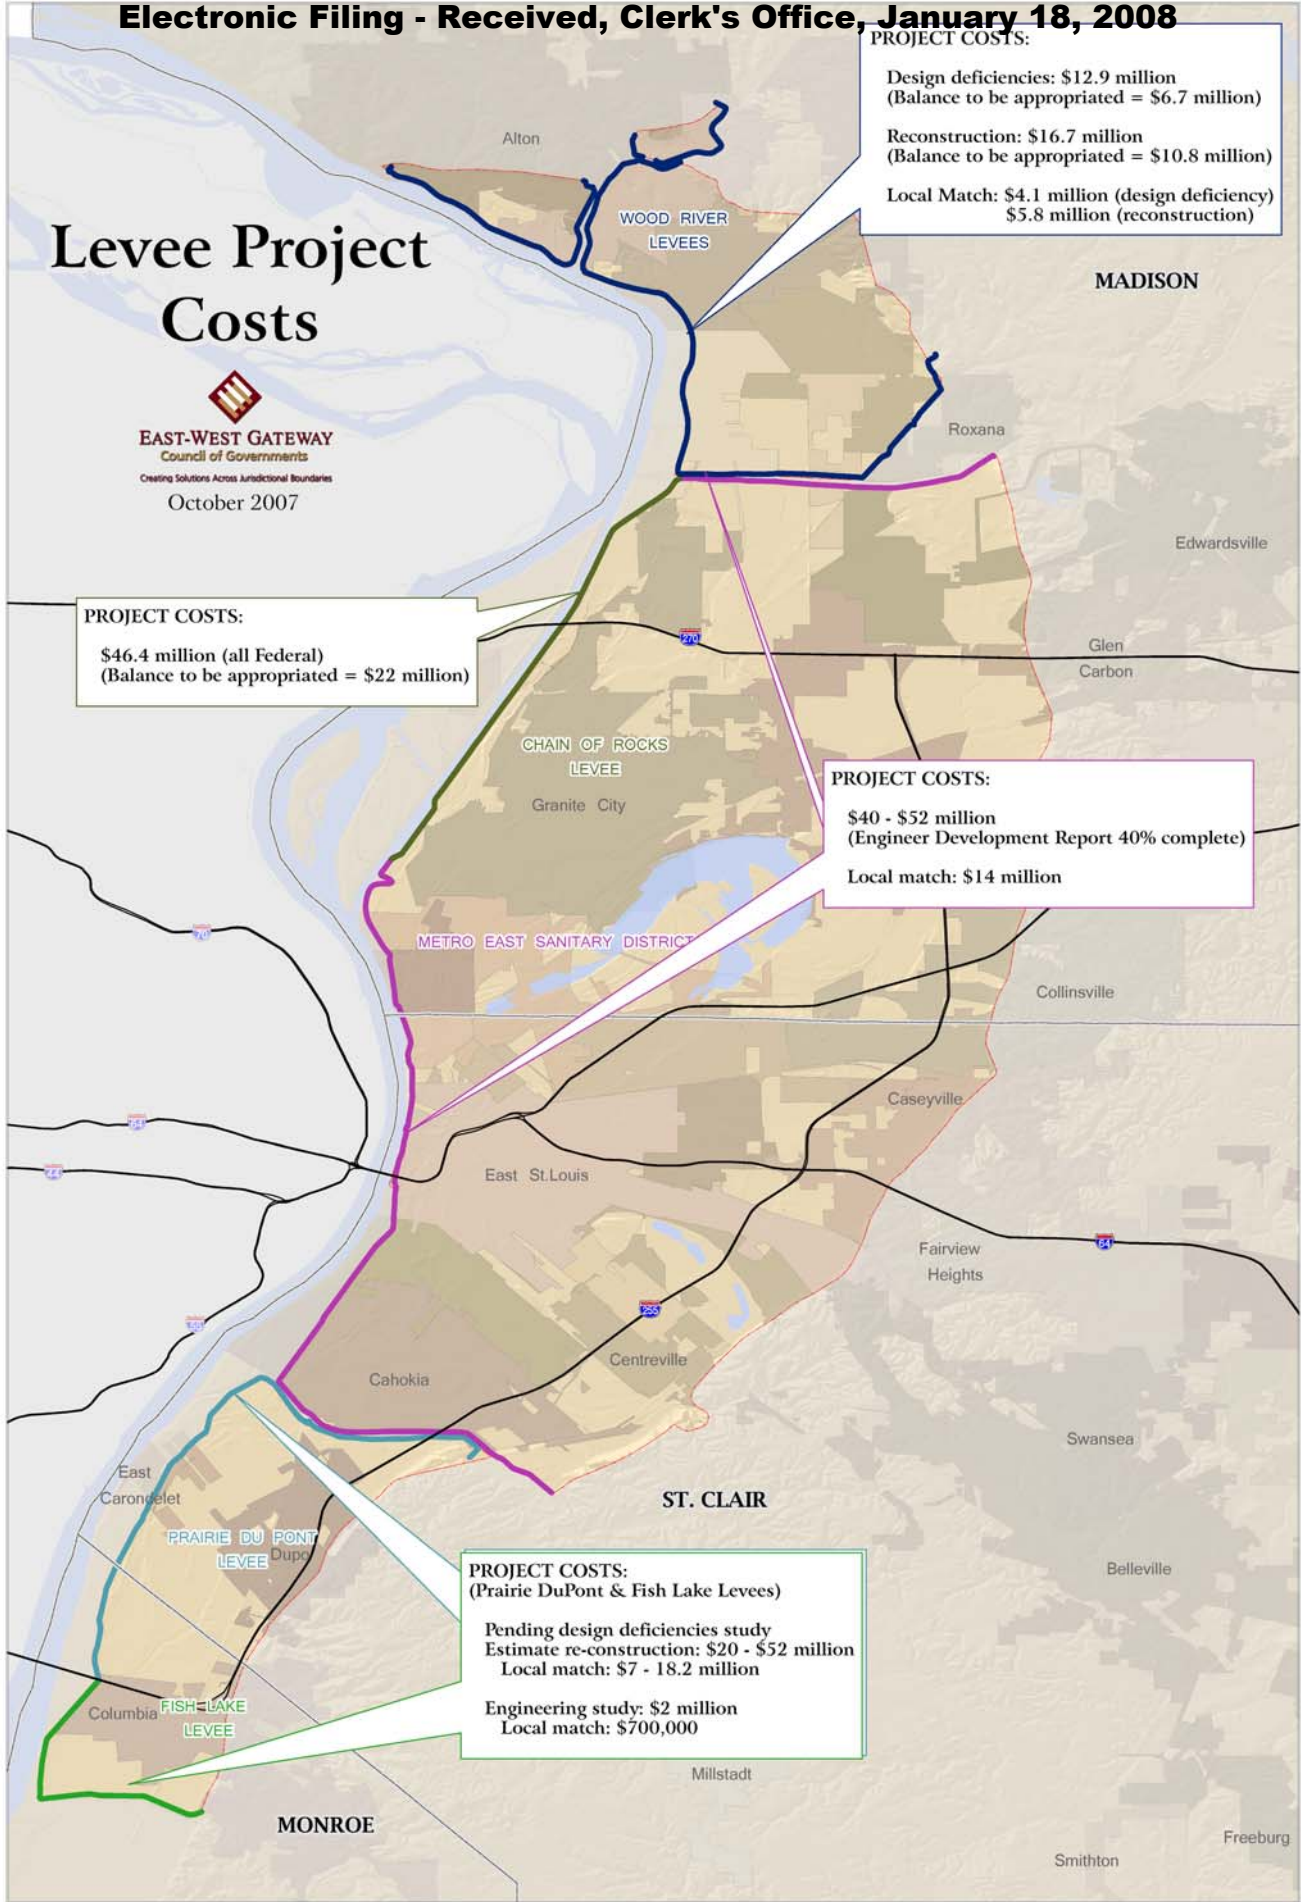 Electronic Filing - Received, Clerk's Office, January 18, 2008
PROJECT COSTS:
Design deficiencies: $12.9 million
(Balance to be appropriated = $6.7 million)
Reconstruction: $16.7 million
(Balance to be appropriated = $10.8 million)
Local Match: $4.1 million (design deficiency)
$5.8 million (reconstruction)
Alton
WOOD RIVER
LEVEES
Levee Project
Costs
MADISON
EAST-WEST GATEWAY
Council of Governments
Creating Solutions Across Jurisdictional Boundaries
October 2007
Roxana
Edwardsville
PROJECT COSTS:
$46.4 million (all Federal)
(Balance to be appropriated = $22 million)
270
Glen
Carbon
CHAIN OF ROCKS
LEVEE
Granite City
PROJECT COSTS:
$40 - $52 million
(Engineer Development Report 40% complete)
Local match: $14 million
70
METRO EAST SANITARY DISTRICT
Collinsville
Caseyville
64
44
East St.Louis
Fairview
Heights
64
255
55
Centreville
Cahokia
Swansea
East
Carondelet
ST. CLAIR
PRAIRIE DU PONT
LEVEE
Dupo
Belleville
PROJECT COSTS:
(Prairie DuPont & Fish Lake Levees)
Pending design deficiencies study
Estimate re-construction: $20 - $52 million
Local match: $7 - 18.2 million
Engineering study: $2 million
Local match: $700,000
Columbia
FISH LAKE
LEVEE
Millstadt
MONROE
Freeburg
Smithton